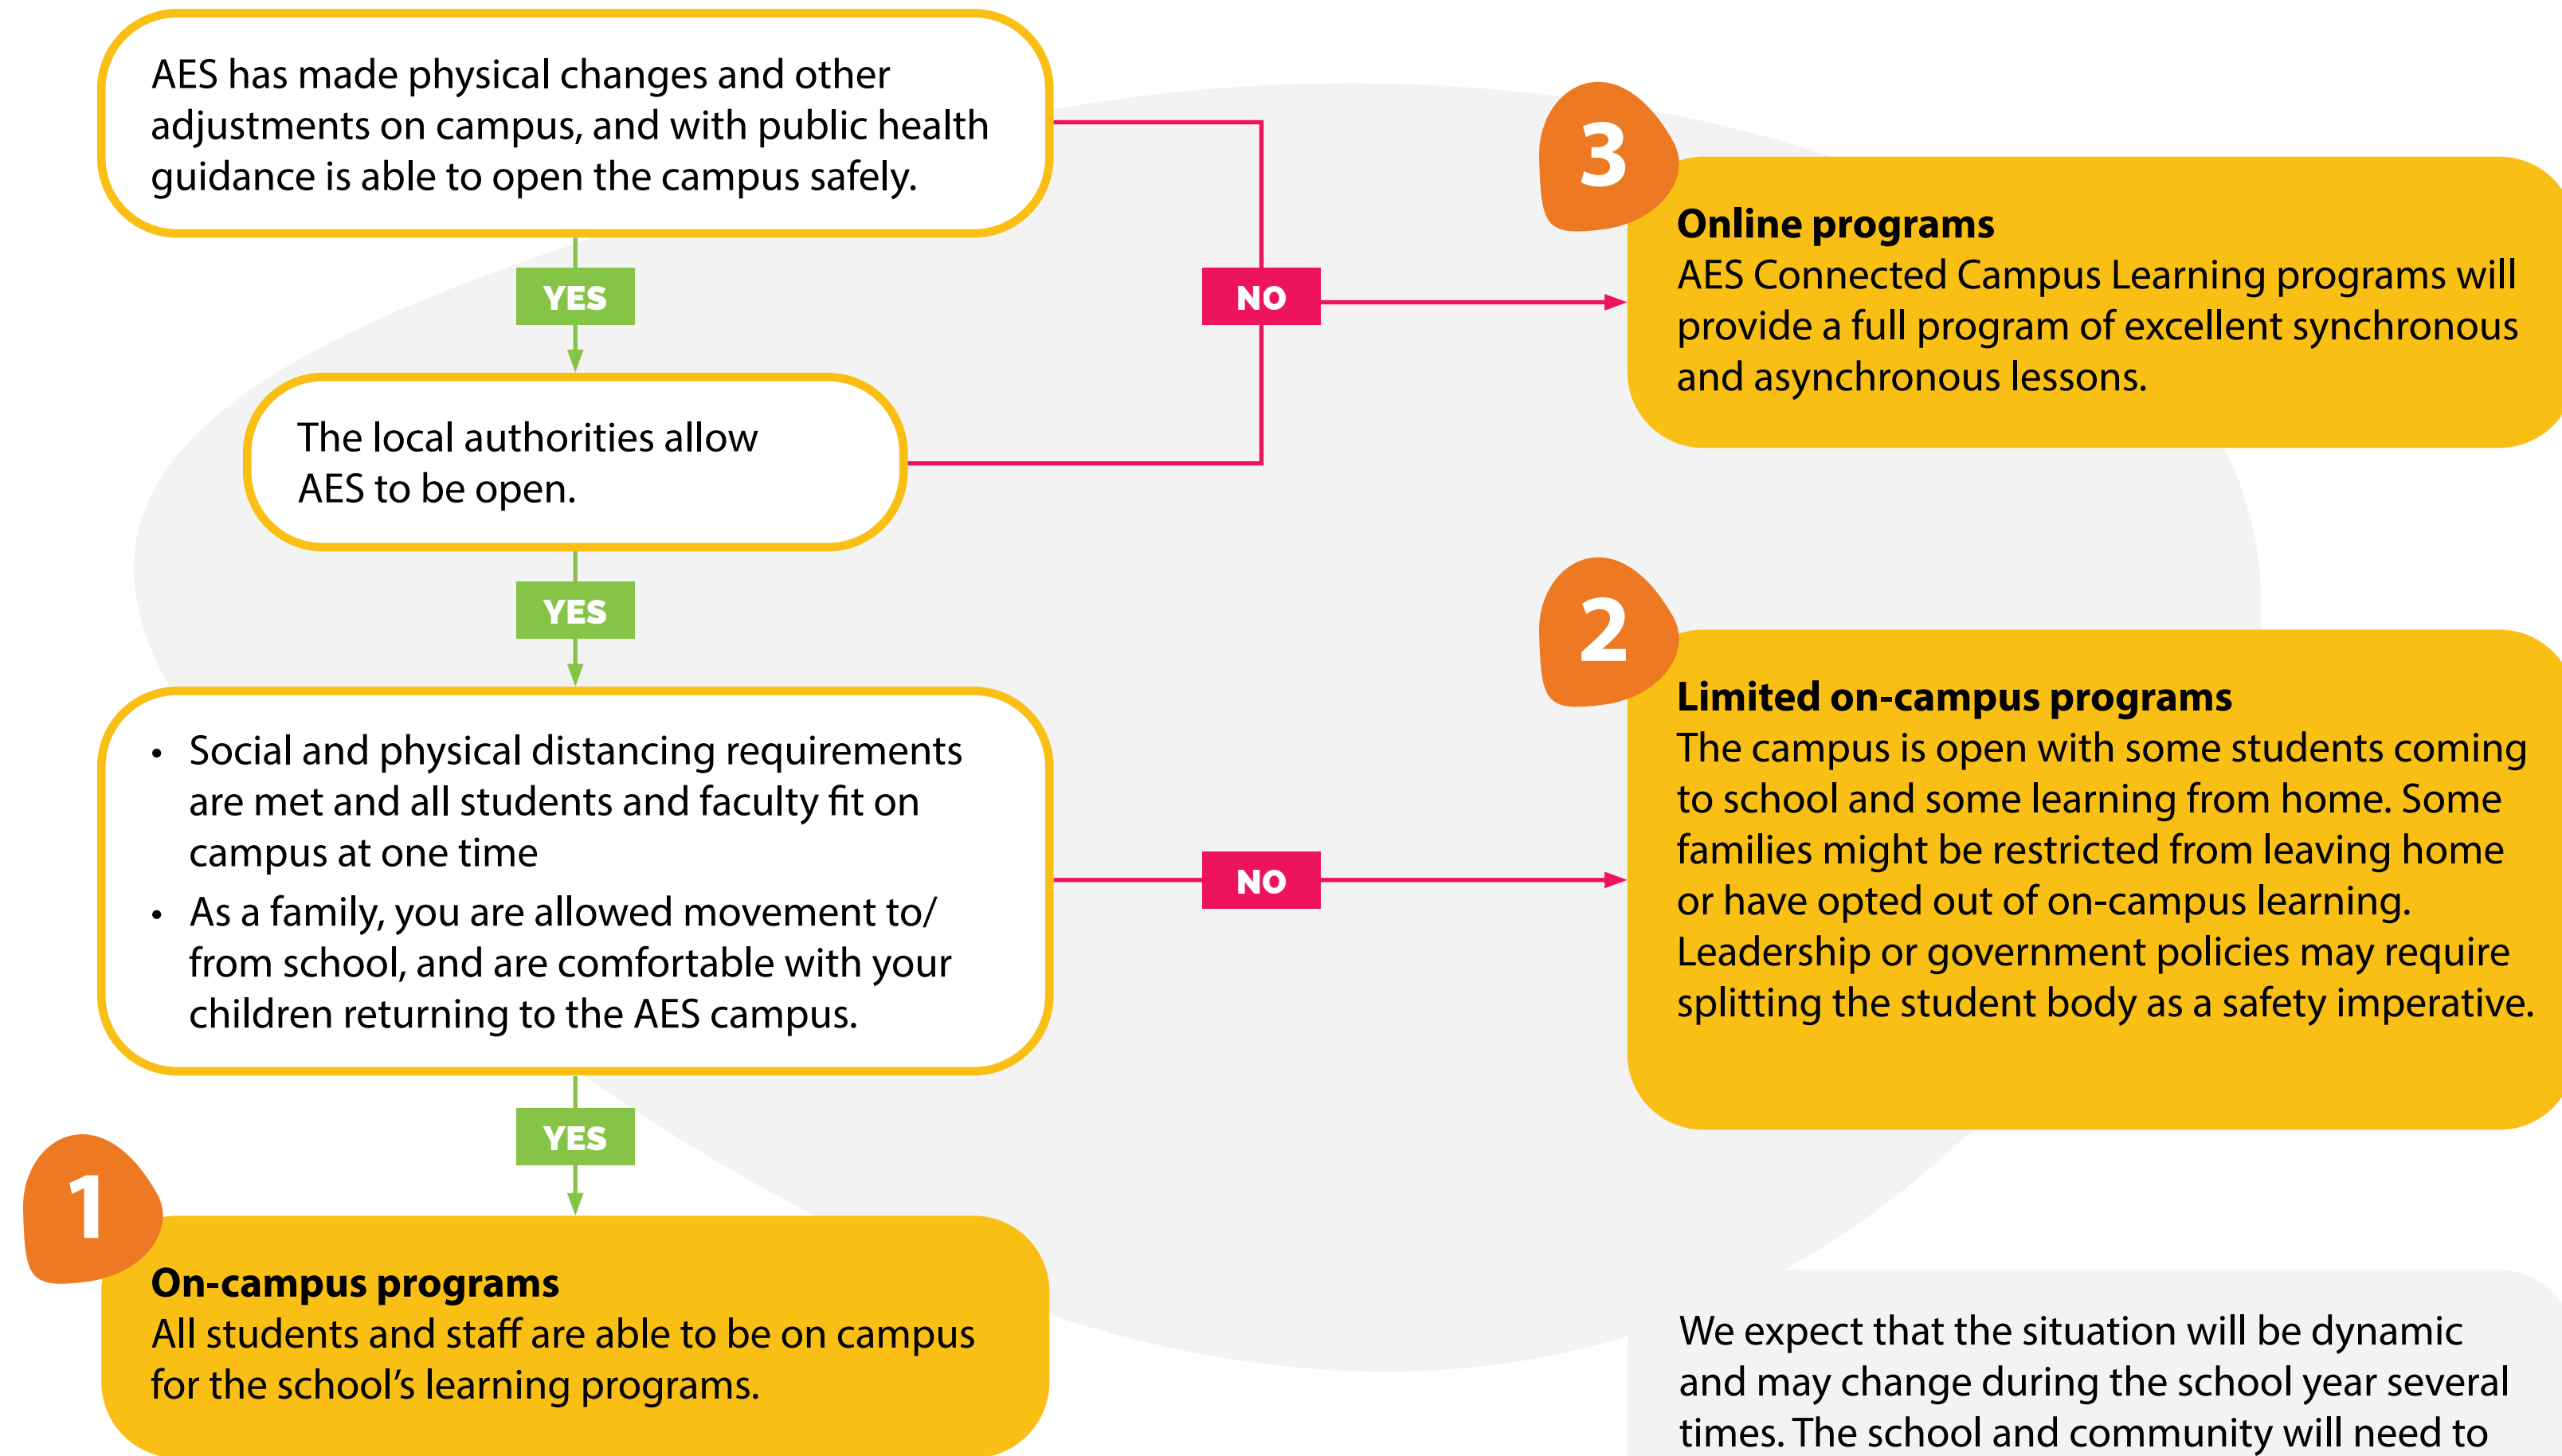 AES has made physical changes and other
adjustments on campus, and with public health
guidance is able to open the campus safely.
YES
NO
The local authorities allow
AES to be open.
YES
• Social and physical distancing requirements
are met and all students and faculty fit on
campus at one time
• As a family, you are allowed movement to/
from school, and are comfortable with your
children returning to the AES campus.
NO
YES
1
On-campus programs
All students and staff are able to be on campus
for the school’s learning programs.
3
Online programs
AES Connected Campus Learning programs will
provide a full program of excellent synchronous
and asynchronous lessons.
2
Limited on-campus programs
The campus is open with some students coming
to school and some learning from home. Some
families might be restricted from leaving home
or have opted out of on-campus learning.
Leadership or government policies may require
splitting the student body as a safety imperative.
We expect that the situation will be dynamic
and may change during the school year several
times. The school and community will need to